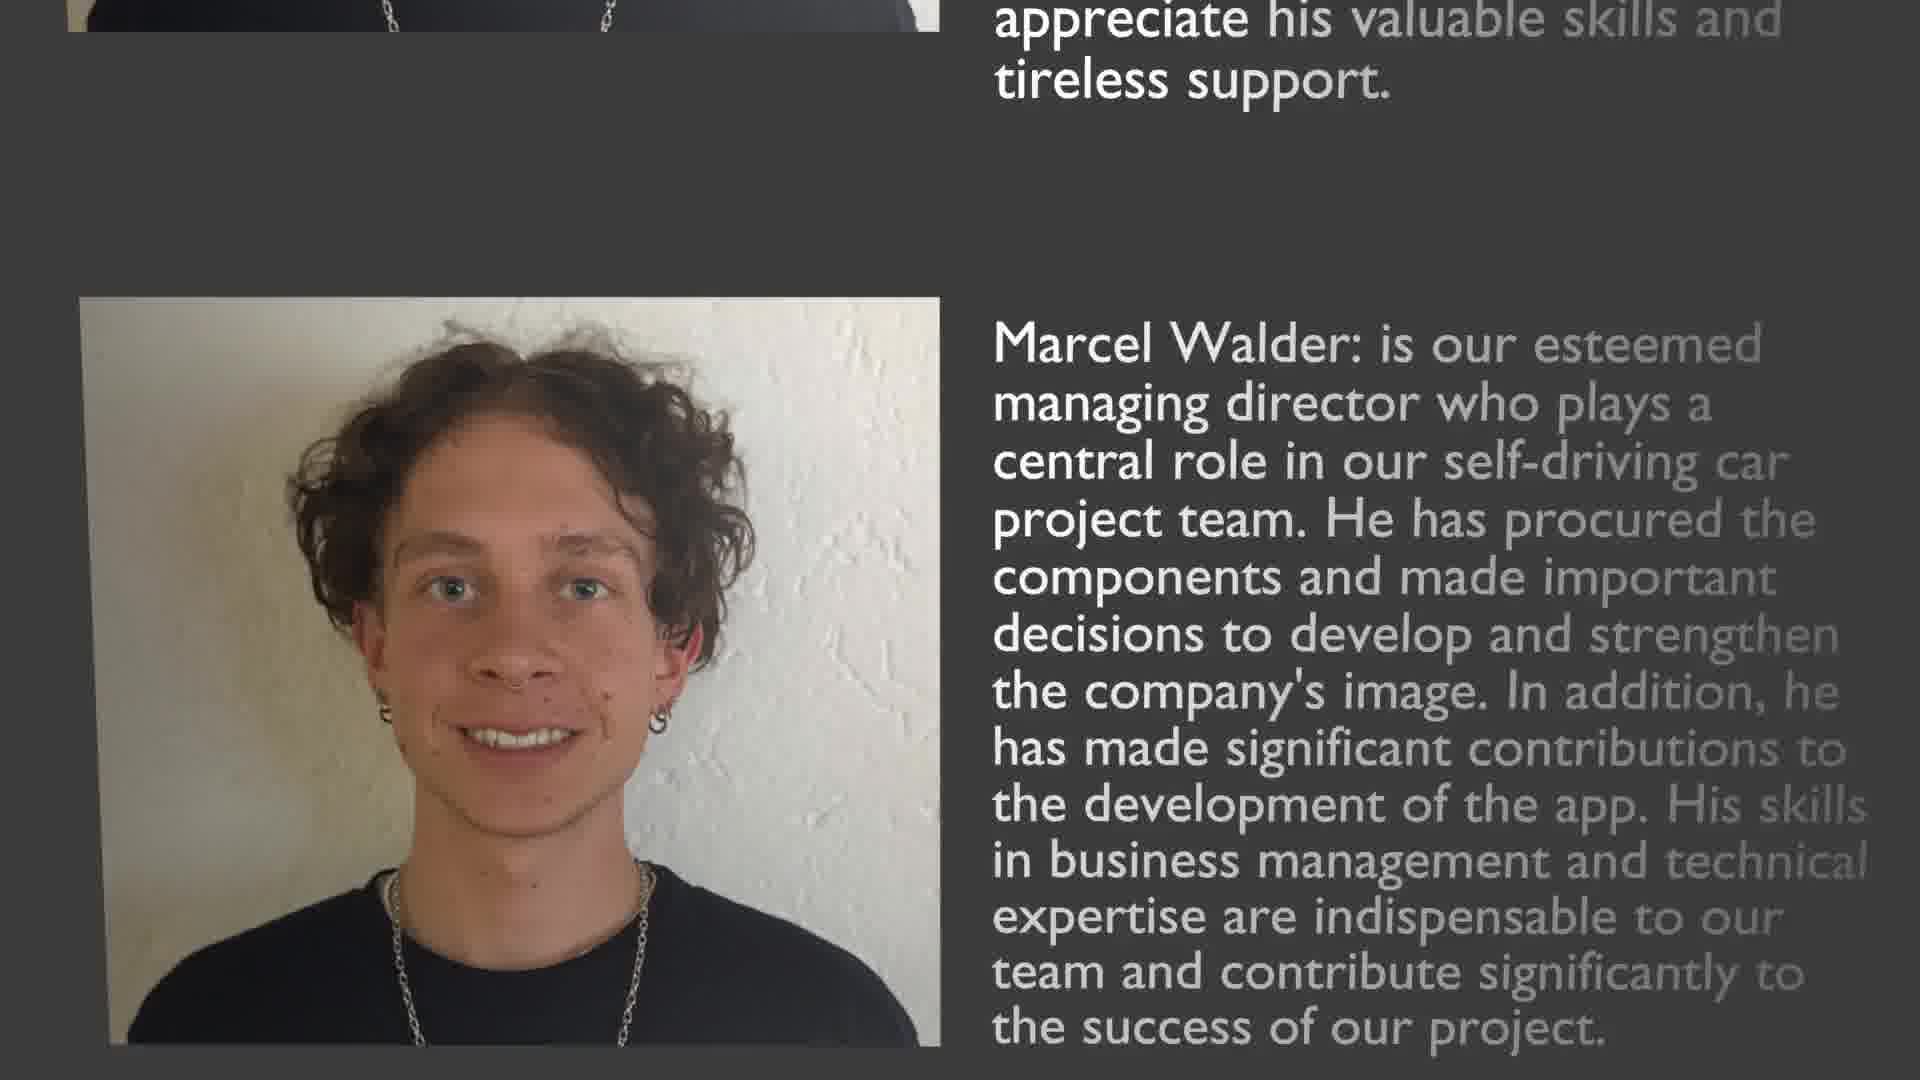 appreciate his valuable skills and
tireless support.
Marcel Walder: is our esteemed
managing director who plays a
central role in our self-driving car
project team. He has procured the
components and made important
decisions to develop and strengthen
the company's image. In addition, he
has made significant contributions to
the development of the app. His skills
in business management and technical
expertise are indispensable to our
team and contribute significantly to
the success of our project.